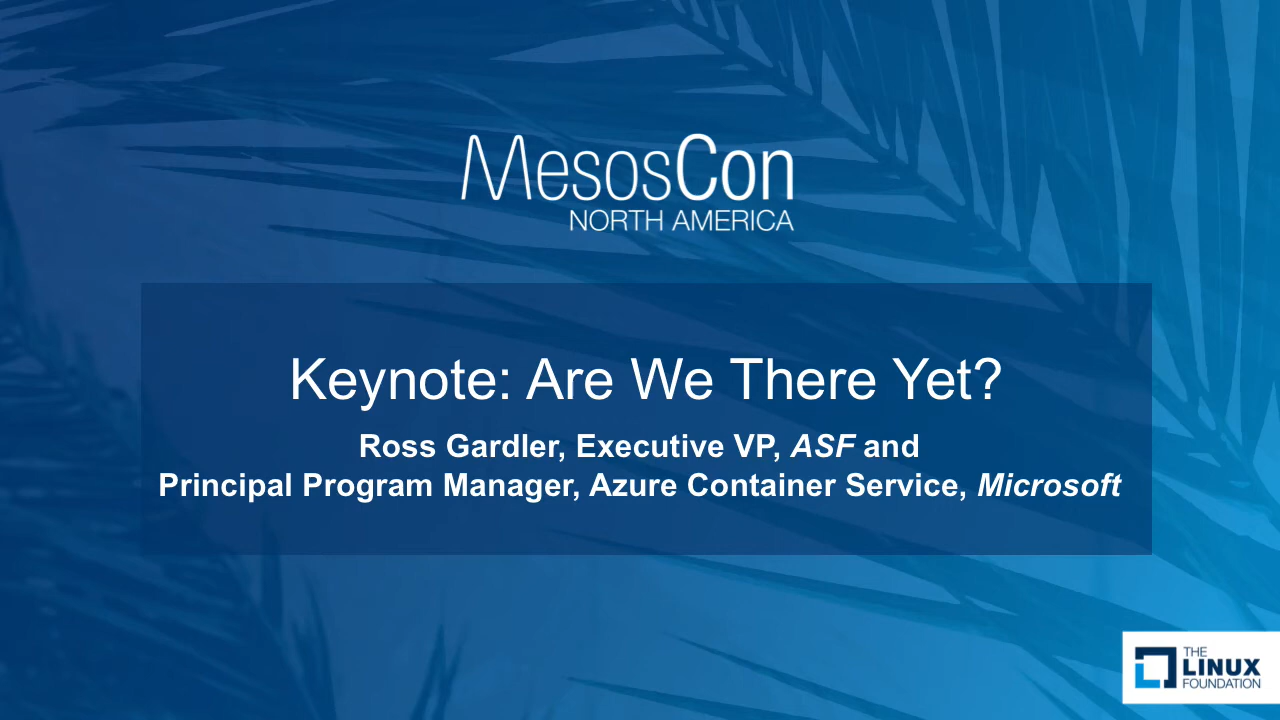 MesosCon
NORTH AMERICA
Keynote: Are We There Yet?
Ross Gardler, Executive VP, ASF and
Principal Program Manager, Azure Container Service, Microsoft
THE
LINUX
FOUNDATION